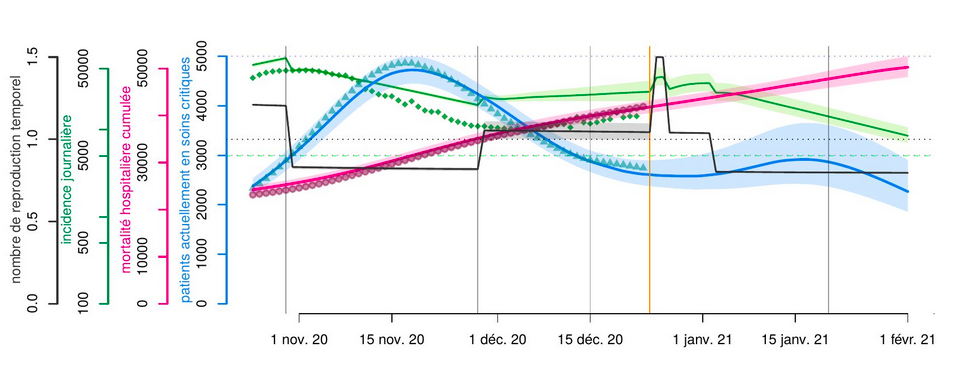 nombre de reproduction temporel
0.0 0.5 1.0 1.5
incidence journalière
100 500 5000 50000
mortalité hospitalière cumulée
0 10000 30000 50000
patients actuellement en soins critiques
0 1000 2000 3000 4000 5000
1 nov. 20 15 nov. 20 1 déc. 20 15 déc. 20 1 janv. 21 15 janv. 21 1 févr. 21